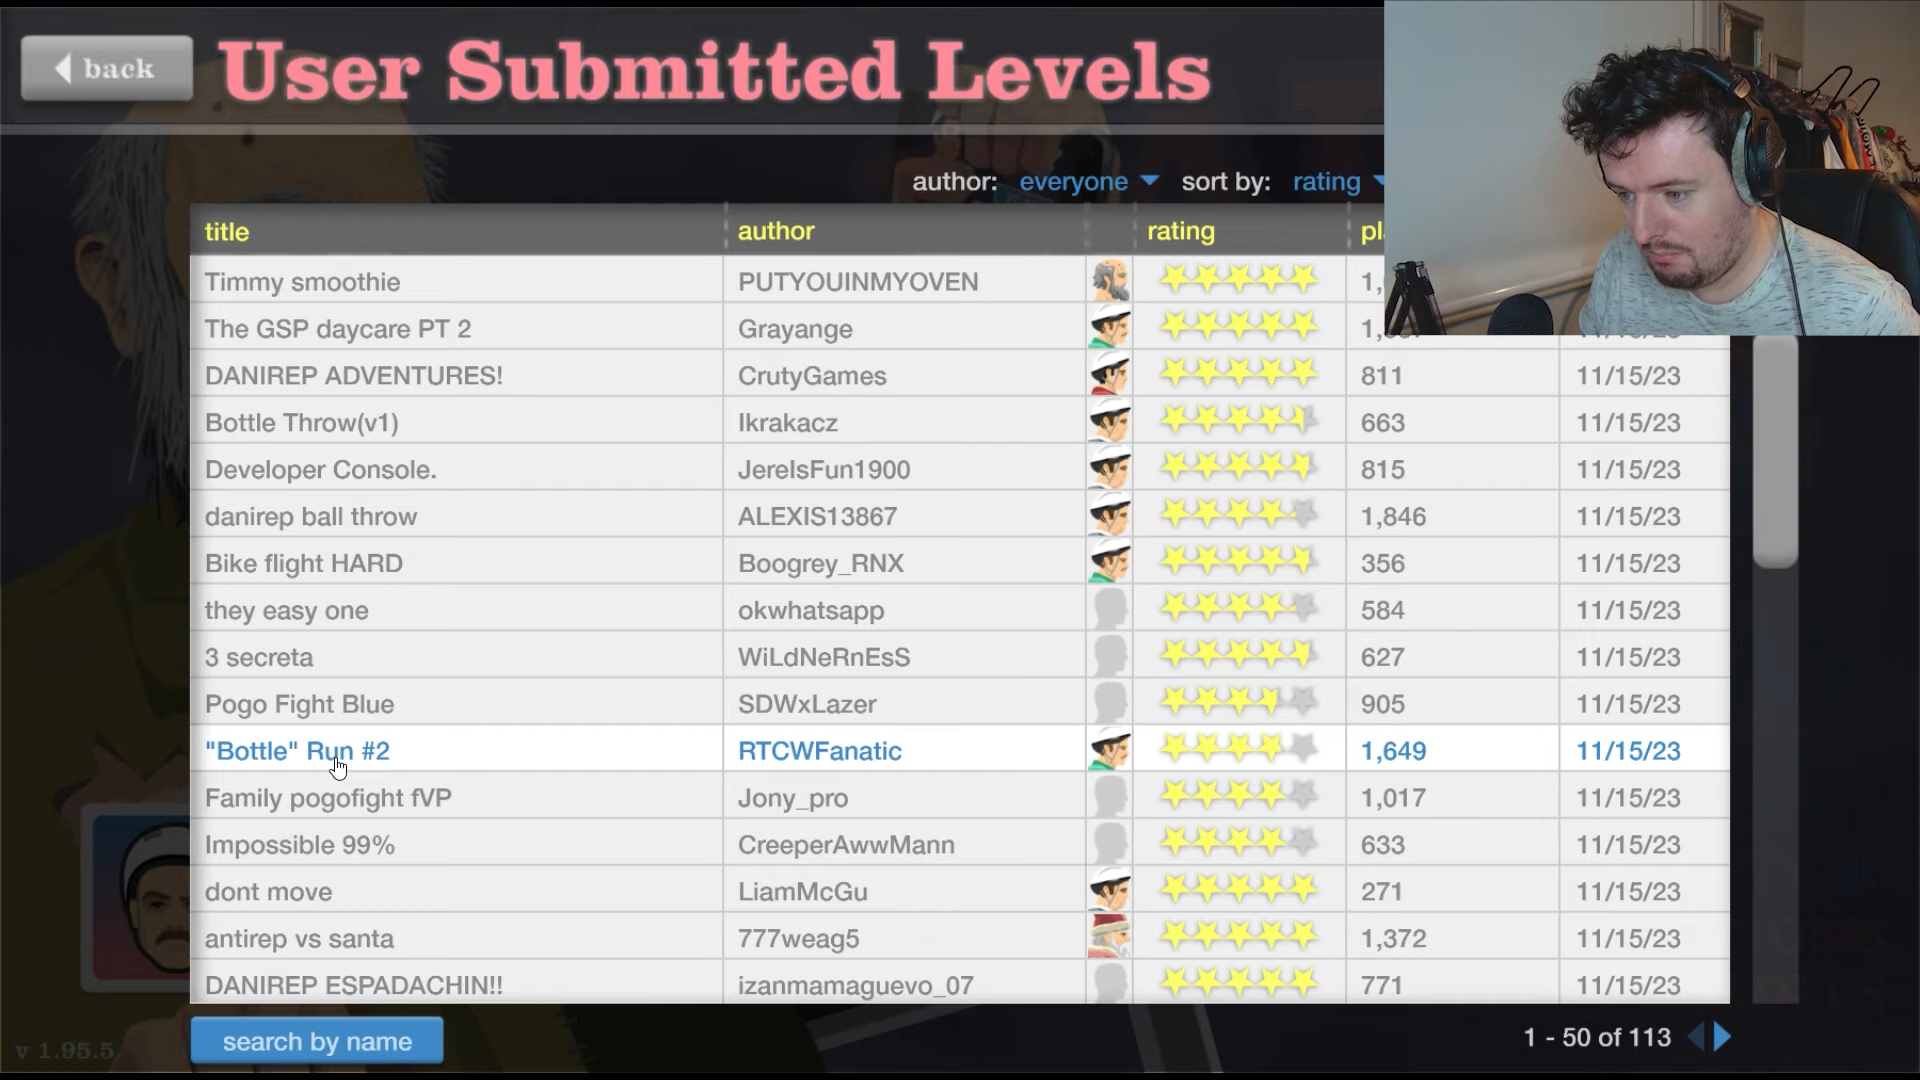 back
User Submitted Levels
author: everyone sort by: rating
title author rating
Timmy smoothie PUTYOUINMYOVEN
The GSP daycare PT 2 Grayange
DANIREP ADVENTURES! CrutyGames 811 11/15/23
Bottle Throw(v1) Ikrakacz 663 11/15/23
Developer Console. JereIsFun1900 815 11/15/23
danirep ball throw ALEXIS13867 1,846 11/15/23
Bike flight HARD Boogrey_RNX 356 11/15/23
they easy one okwhatsapp 584 11/15/23
3 secreta WiLdNeRnEsS 627 11/15/23
Pogo Fight Blue SDWxLazer 905 11/15/23
"Bottle" Run #2 RTCWFanatic 1,649 11/15/23
Family pogofight fVP Jony_pro 1,017 11/15/23
Impossible 99% CreeperAwwMann 633 11/15/23
dont move LiamMcGu 271 11/15/23
antirep vs santa 777weag5 1,372 11/15/23
DANIREP ESPADACHIN!! izanmamaguevo_07 771 11/15/23
v 1.95.5
search by name
1 - 50 of 113